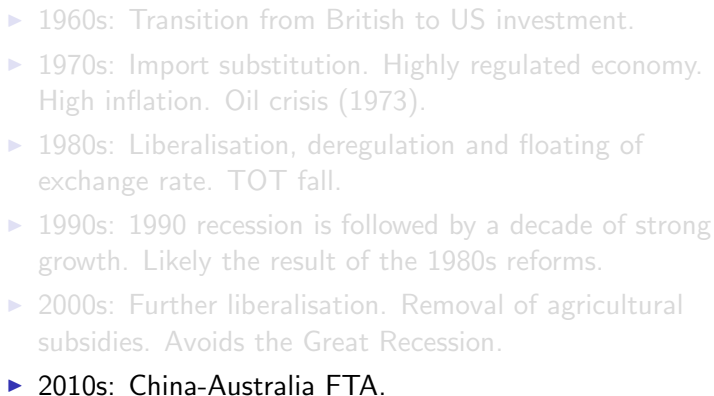 ▶ 1960s: Transition from British to US investment.
▶ 1970s: Import substitution. Highly regulated economy.
High inflation. Oil crisis (1973).
▶ 1980s: Liberalisation, deregulation and floating of
exchange rate. TOT fall.
▶ 1990s: 1990 recession is followed by a decade of strong
growth. Likely the result of the 1980s reforms.
▶ 2000s: Further liberalisation. Removal of agricultural
subsidies. Avoids the Great Recession.
▶ 2010s: China-Australia FTA.